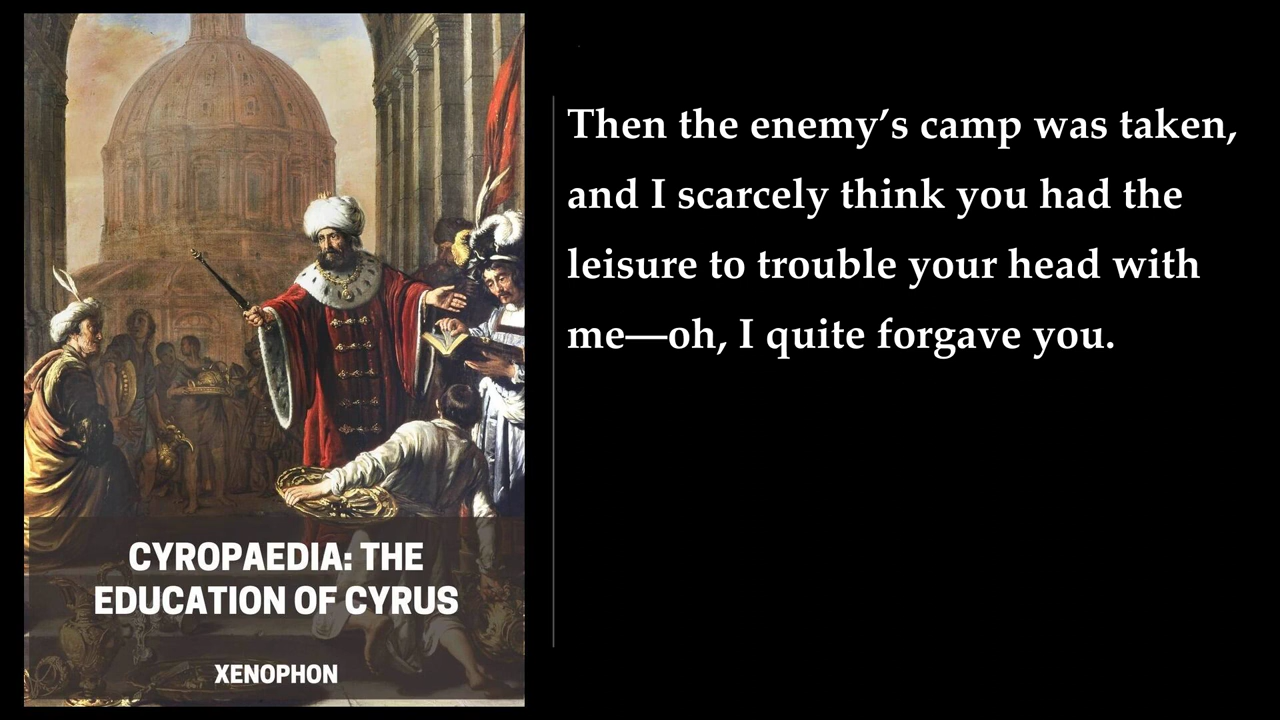 CYROPAEDIA: THE
EDUCATION OF CYRUS
XENOPHON
Then the enemy’s camp was taken,
and I scarcely think you had the
leisure to trouble your head with
me—oh, I quite forgave you.